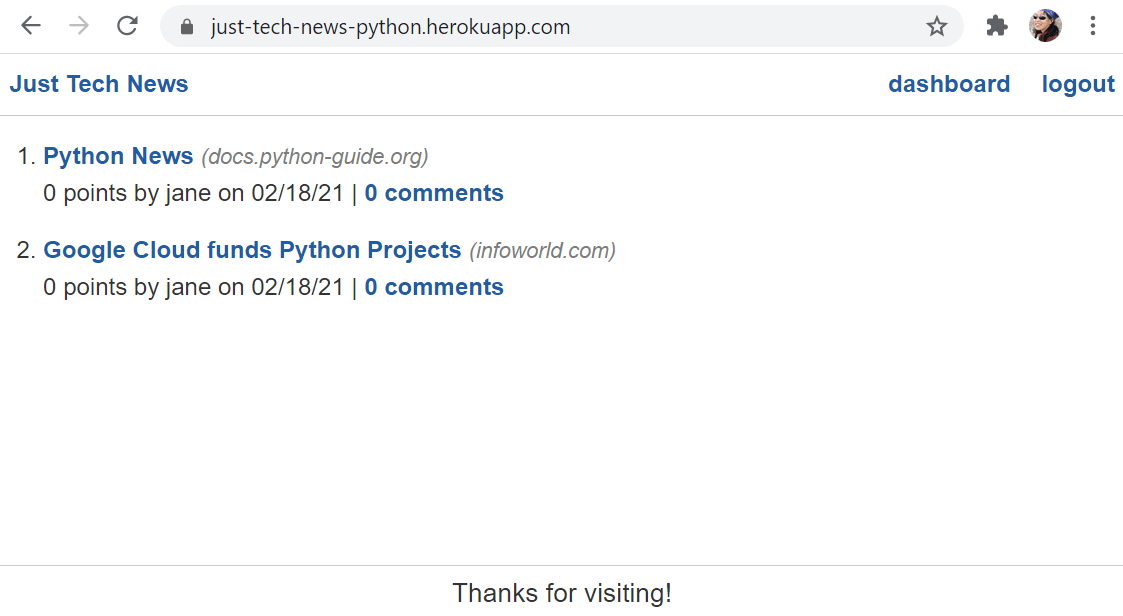 just-tech-news-python.herokuapp.com
Just Tech News dashboard logout
1. Python News (docs.python-guide.org)
0 points by jane on 02/18/21 | 0 comments
2. Google Cloud funds Python Projects (infoworld.com)
0 points by jane on 02/18/21 | 0 comments
Thanks for visiting!